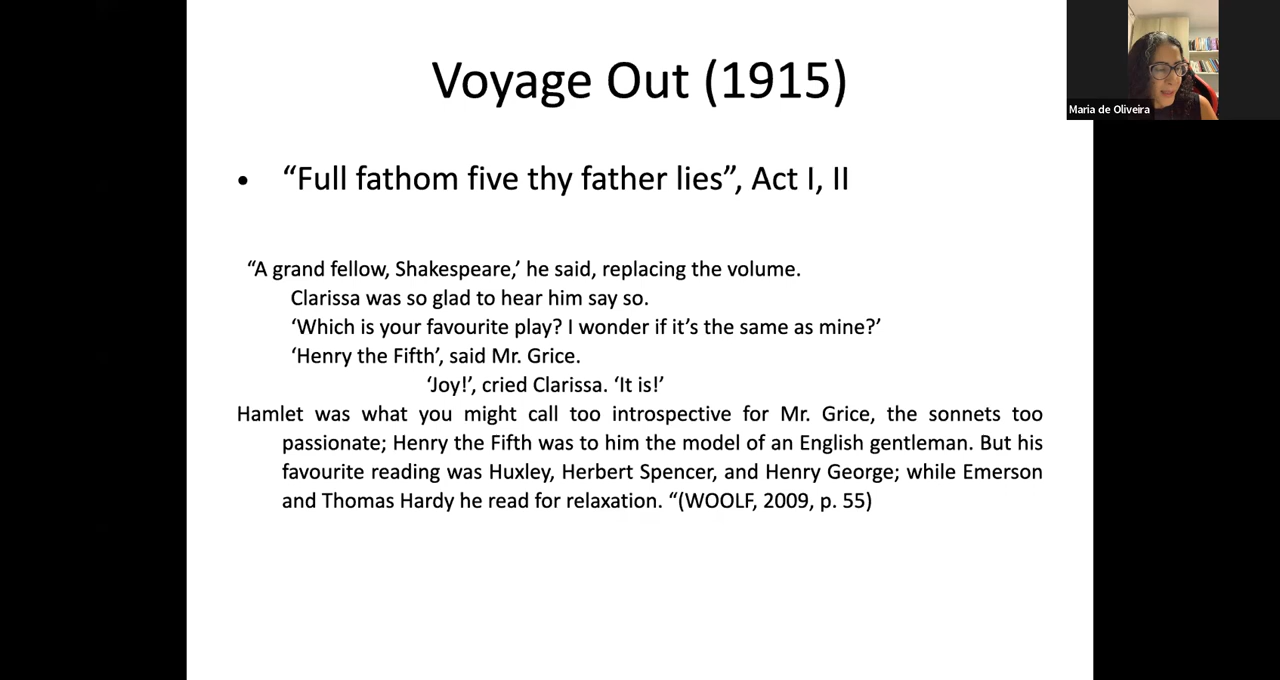 Voyage Out (1915)
Maria de Oliveira
• “Full fathom five thy father lies”, Act I, II
“A grand fellow, Shakespeare,’ he said, replacing the volume.
Clarissa was so glad to hear him say so.
‘Which is your favourite play? I wonder if it’s the same as mine?’
‘Henry the Fifth’, said Mr. Grice.
‘Joy!’, cried Clarissa. ‘It is!’
Hamlet was what you might call too introspective for Mr. Grice, the sonnets too
passionate; Henry the Fifth was to him the model of an English gentleman. But his
favourite reading was Huxley, Herbert Spencer, and Henry George; while Emerson
and Thomas Hardy he read for relaxation. “(WOOLF, 2009, p. 55)